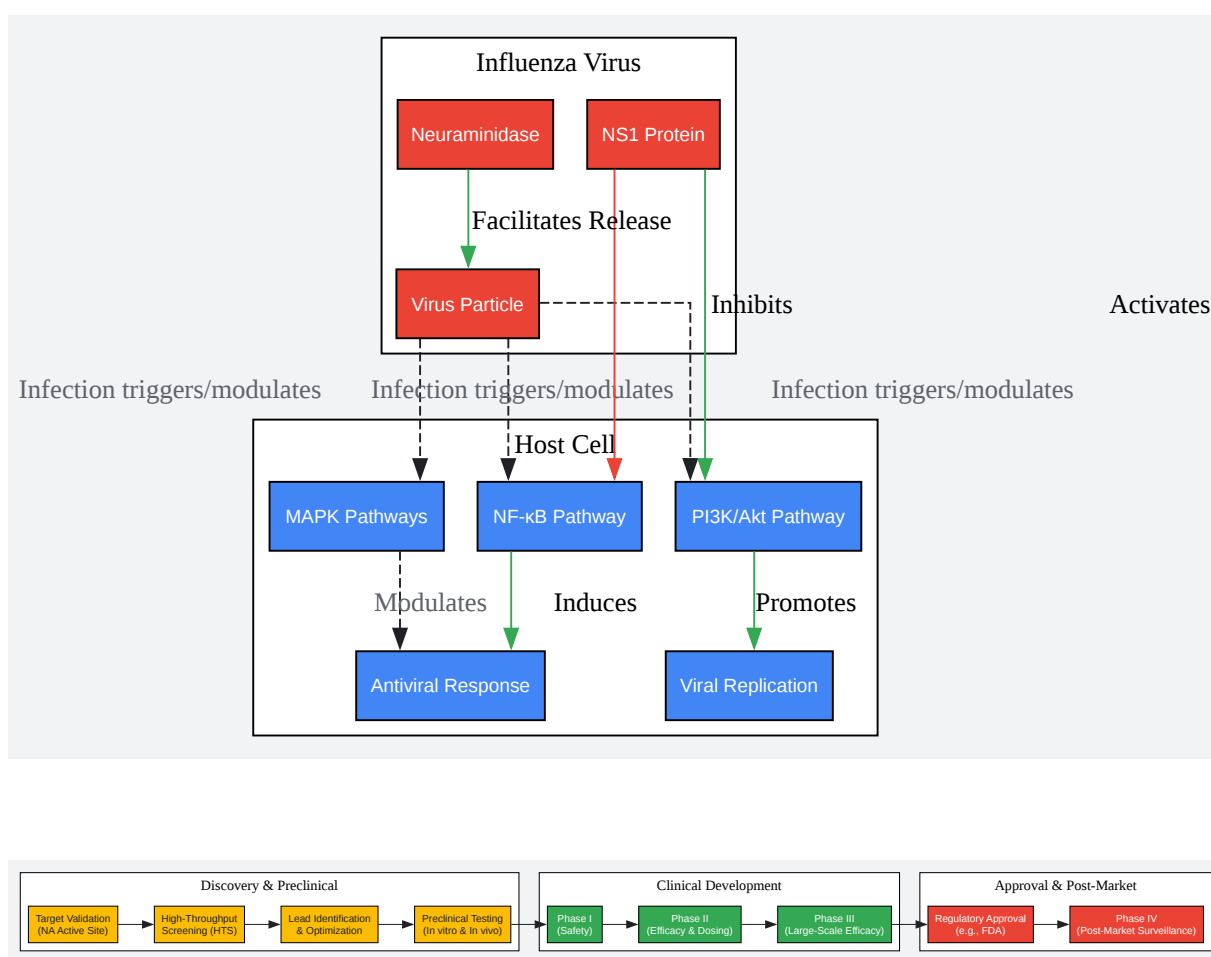 Influenza Virus
Neuraminidase
NS1 Protein
Facilitates Release
Virus Particle
Inhibits
Activates
Infection triggers/modulates
Infection triggers/modulates
Infection triggers/modulates
Host Cell
MAPK Pathways
NF-κB Pathway
PI3K/Akt Pathway
Modulates
Induces
Promotes
Antiviral Response
Viral Replication
Discovery & Preclinical
Target Validation
(NA Active Site)
High-Throughput
Screening (HTS)
Lead Identification
& Optimization
Preclinical Testing
(In vitro & In vivo)
Clinical Development
Phase I
(Safety)
Phase II
(Efficacy & Dosing)
Phase III
(Large-Scale Efficacy)
Approval & Post-Market
Regulatory Approval
(e.g., FDA)
Phase IV
(Post-Market Surveillance)